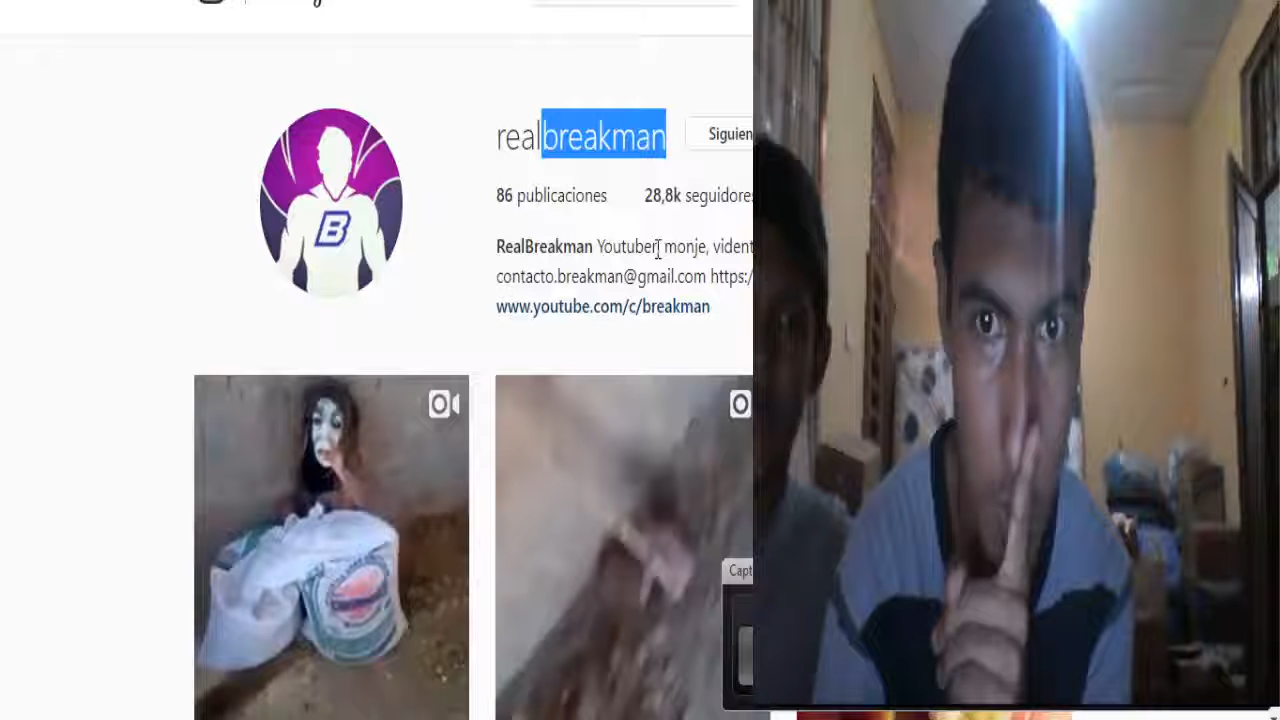 realbreakman Siguien
86 publicaciones 28,8k seguidores
RealBreakman Youtuber, monje, vident
contacto.breakman@gmail.com https:/
www.youtube.com/c/breakman
B
Capt